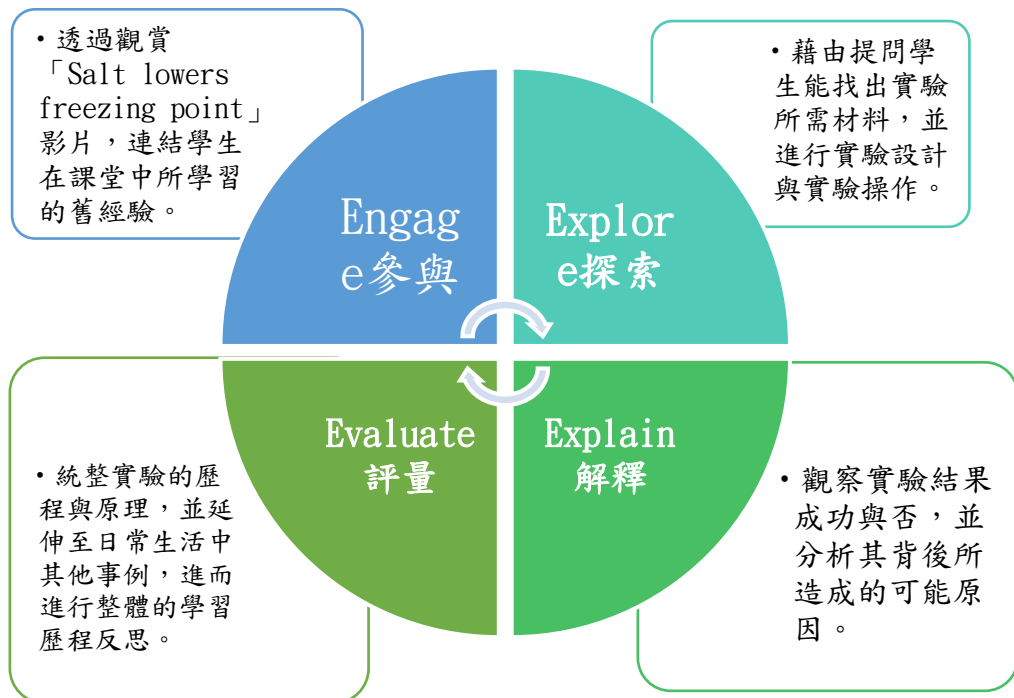 • 透過觀賞
「Salt lowers
freezing point」
影片，連結學生
在課堂中所學習
的舊經驗。
Engag
e參與
• 藉由提問學
生能找出實驗
所需材料，並
進行實驗設計
與實驗操作。
Explor
e探索
• 統整實驗的歷
程與原理，並延
伸至日常生活中
其他事例，進而
進行整體的學習
歷程反思。
Evaluate
評量
Explain
解釋
• 觀察實驗結果
成功與否，並
分析其背後所
造成的可能原
因。